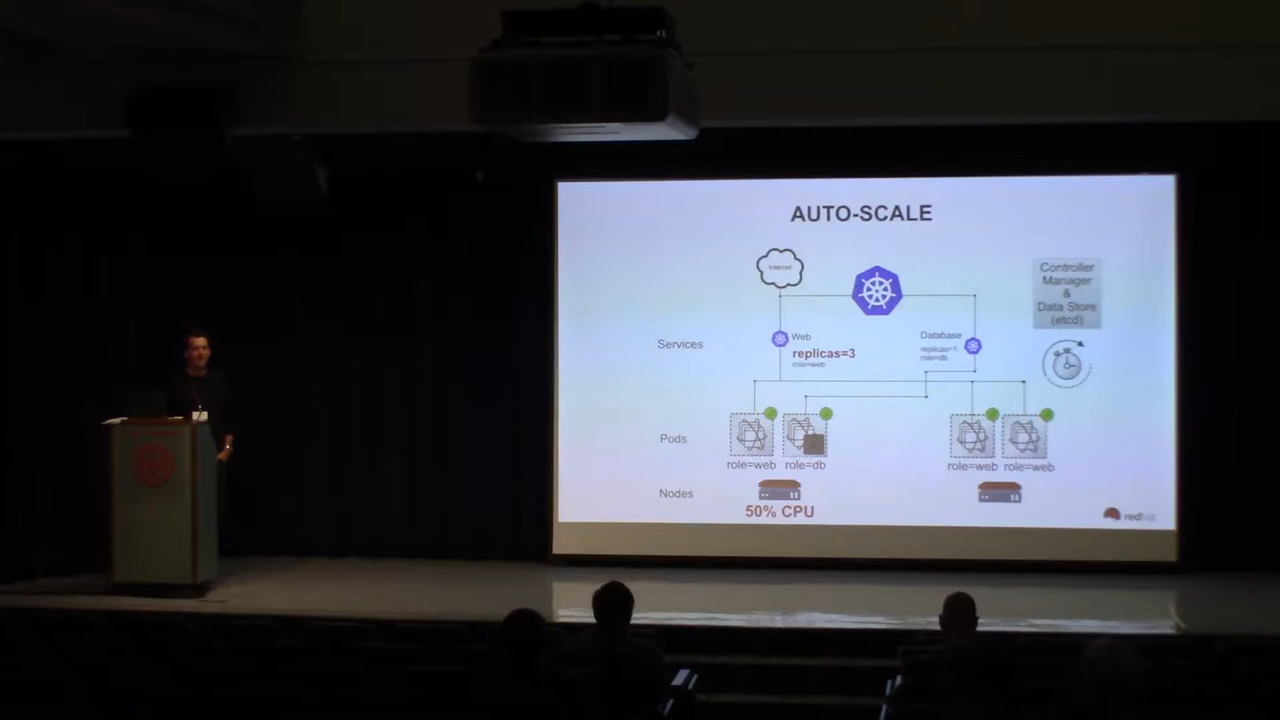 AUTO-SCALE
Internet
Controller
Manager
&
Data Store
(etcd)
Services
Web
replicas=3
role=web
Database
replicas=1
role=db
Pods
role=web
role=db
role=web
role=web
Nodes
50% CPU
redhat